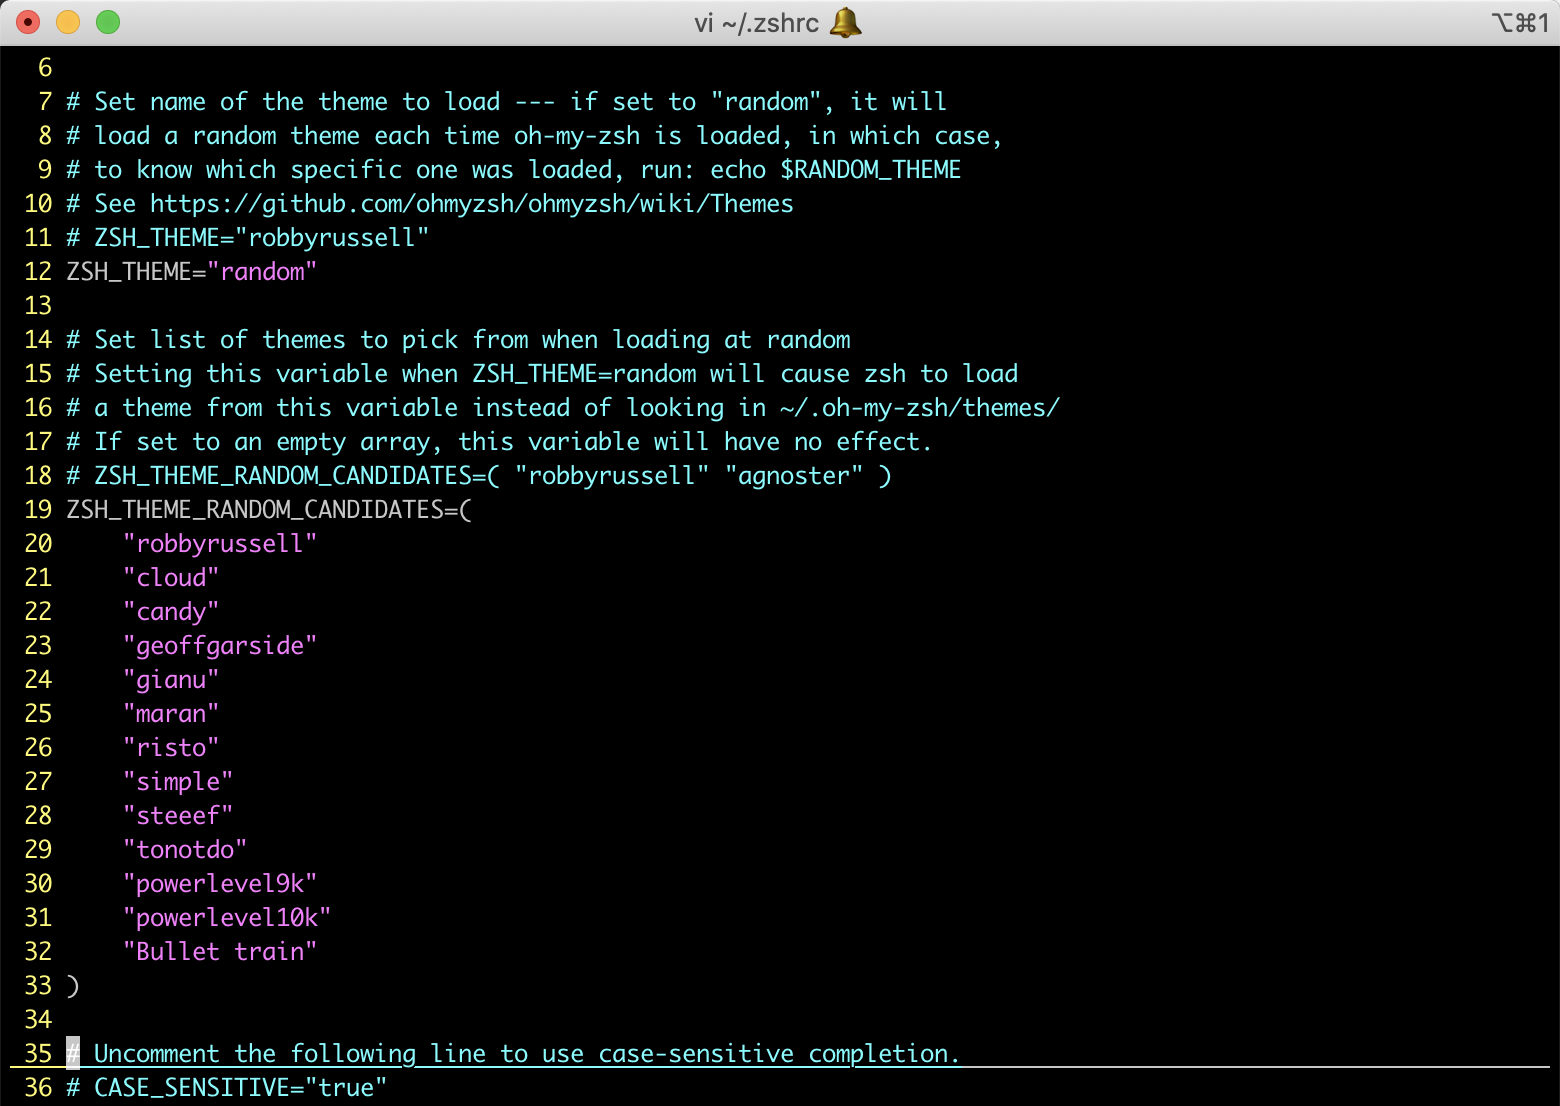 vi ~/.zshrc 🔔 ⌥⌘1
6
7 # Set name of the theme to load --- if set to "random", it will
8 # load a random theme each time oh-my-zsh is loaded, in which case,
9 # to know which specific one was loaded, run: echo $RANDOM_THEME
10 # See https://github.com/ohmyzsh/ohmyzsh/wiki/Themes
11 # ZSH_THEME="robbyrussell"
12 ZSH_THEME="random"
13
14 # Set list of themes to pick from when loading at random
15 # Setting this variable when ZSH_THEME=random will cause zsh to load
16 # a theme from this variable instead of looking in ~/.oh-my-zsh/themes/
17 # If set to an empty array, this variable will have no effect.
18 # ZSH_THEME_RANDOM_CANDIDATES=( "robbyrussell" "agnoster" )
19 ZSH_THEME_RANDOM_CANDIDATES=(
20     "robbyrussell"
21     "cloud"
22     "candy"
23     "geoffgarside"
24     "gianu"
25     "maran"
26     "risto"
27     "simple"
28     "steeef"
29     "tonotdo"
30     "powerlevel9k"
31     "powerlevel10k"
32     "Bullet train"
33 )
34
35 # Uncomment the following line to use case-sensitive completion.
36 # CASE_SENSITIVE="true"